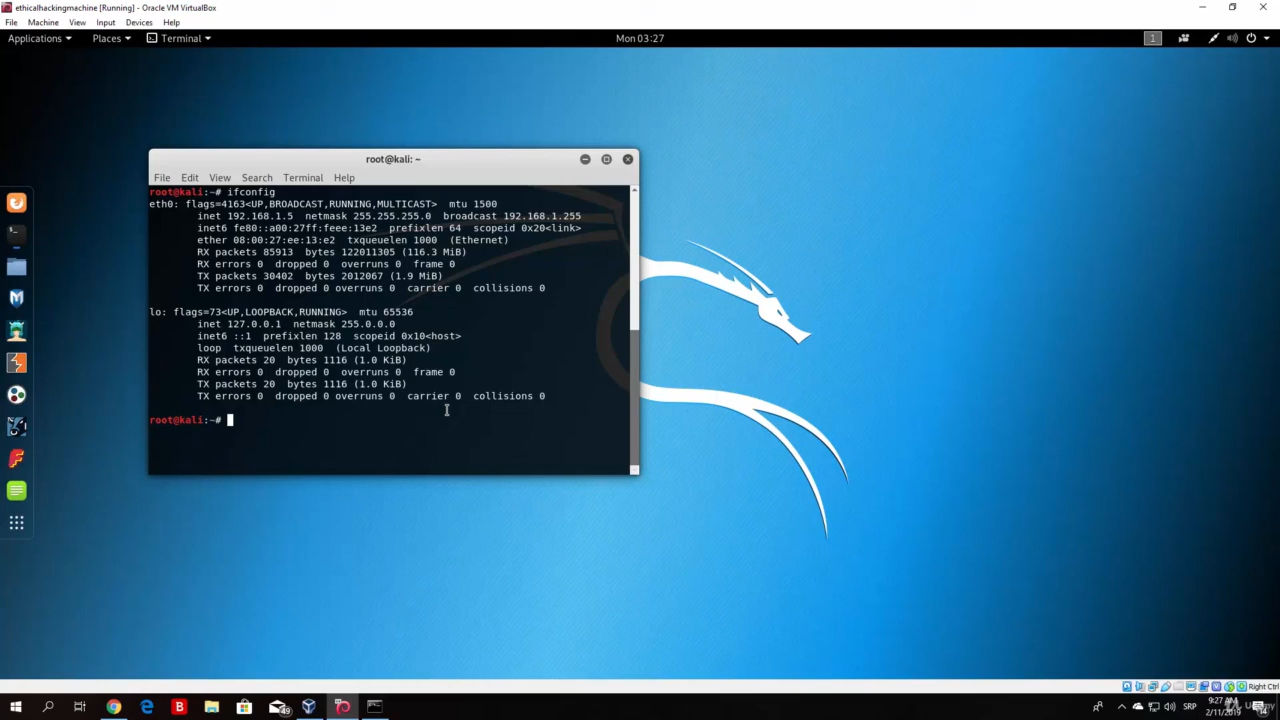 ethicalhackingmachine [Running] - Oracle VM VirtualBox
File Machine View Input Devices Help
Applications Places Terminal Mon 03:27 1
root@kali: ~
File Edit View Search Terminal Help
root@kali:~# ifconfig
eth0: flags=4163<UP,BROADCAST,RUNNING,MULTICAST> mtu 1500
inet 192.168.1.5 netmask 255.255.255.0 broadcast 192.168.1.255
inet6 fe80::a00:27ff:feee:13e2 prefixlen 64 scopeid 0x20<link>
ether 08:00:27:ee:13:e2 txqueuelen 1000 (Ethernet)
RX packets 85913 bytes 122011305 (116.3 MiB)
RX errors 0 dropped 0 overruns 0 frame 0
TX packets 30402 bytes 2012067 (1.9 MiB)
TX errors 0 dropped 0 overruns 0 carrier 0 collisions 0
lo: flags=73<UP,LOOPBACK,RUNNING> mtu 65536
inet 127.0.0.1 netmask 255.0.0.0
inet6 ::1 prefixlen 128 scopeid 0x10<host>
loop txqueuelen 1000 (Local Loopback)
RX packets 20 bytes 1116 (1.0 KiB)
RX errors 0 dropped 0 overruns 0 frame 0
TX packets 20 bytes 1116 (1.0 KiB)
TX errors 0 dropped 0 overruns 0 carrier 0 collisions 0
root@kali:~#
Right Ctrl
49
B
SRP
9:27 AM
2/11/2019
14
Udemy